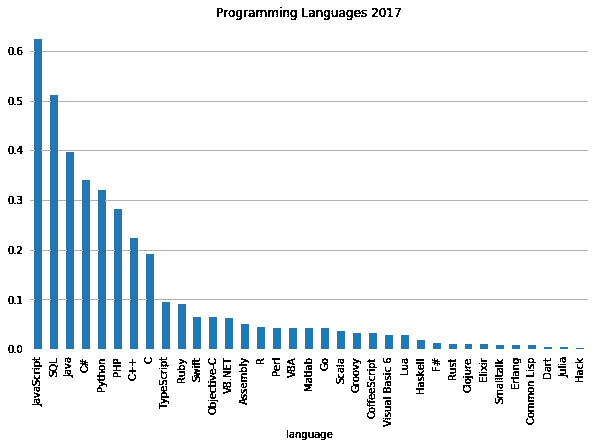 Programming Languages 2017
0.6
0.5
0.4
0.3
0.2
0.1
0.0
JavaScript
SQL
Java
C#
Python
PHP
C++
C
TypeScript
Ruby
Swift
Objective-C
VB.NET
Assembly
R
Perl
VBA
Matlab
Go
Scala
Groovy
CoffeeScript
Visual Basic 6
Lua
Haskell
F#
Rust
Clojure
Elixir
Smalltalk
Erlang
Common Lisp
Dart
Julia
Hack
language